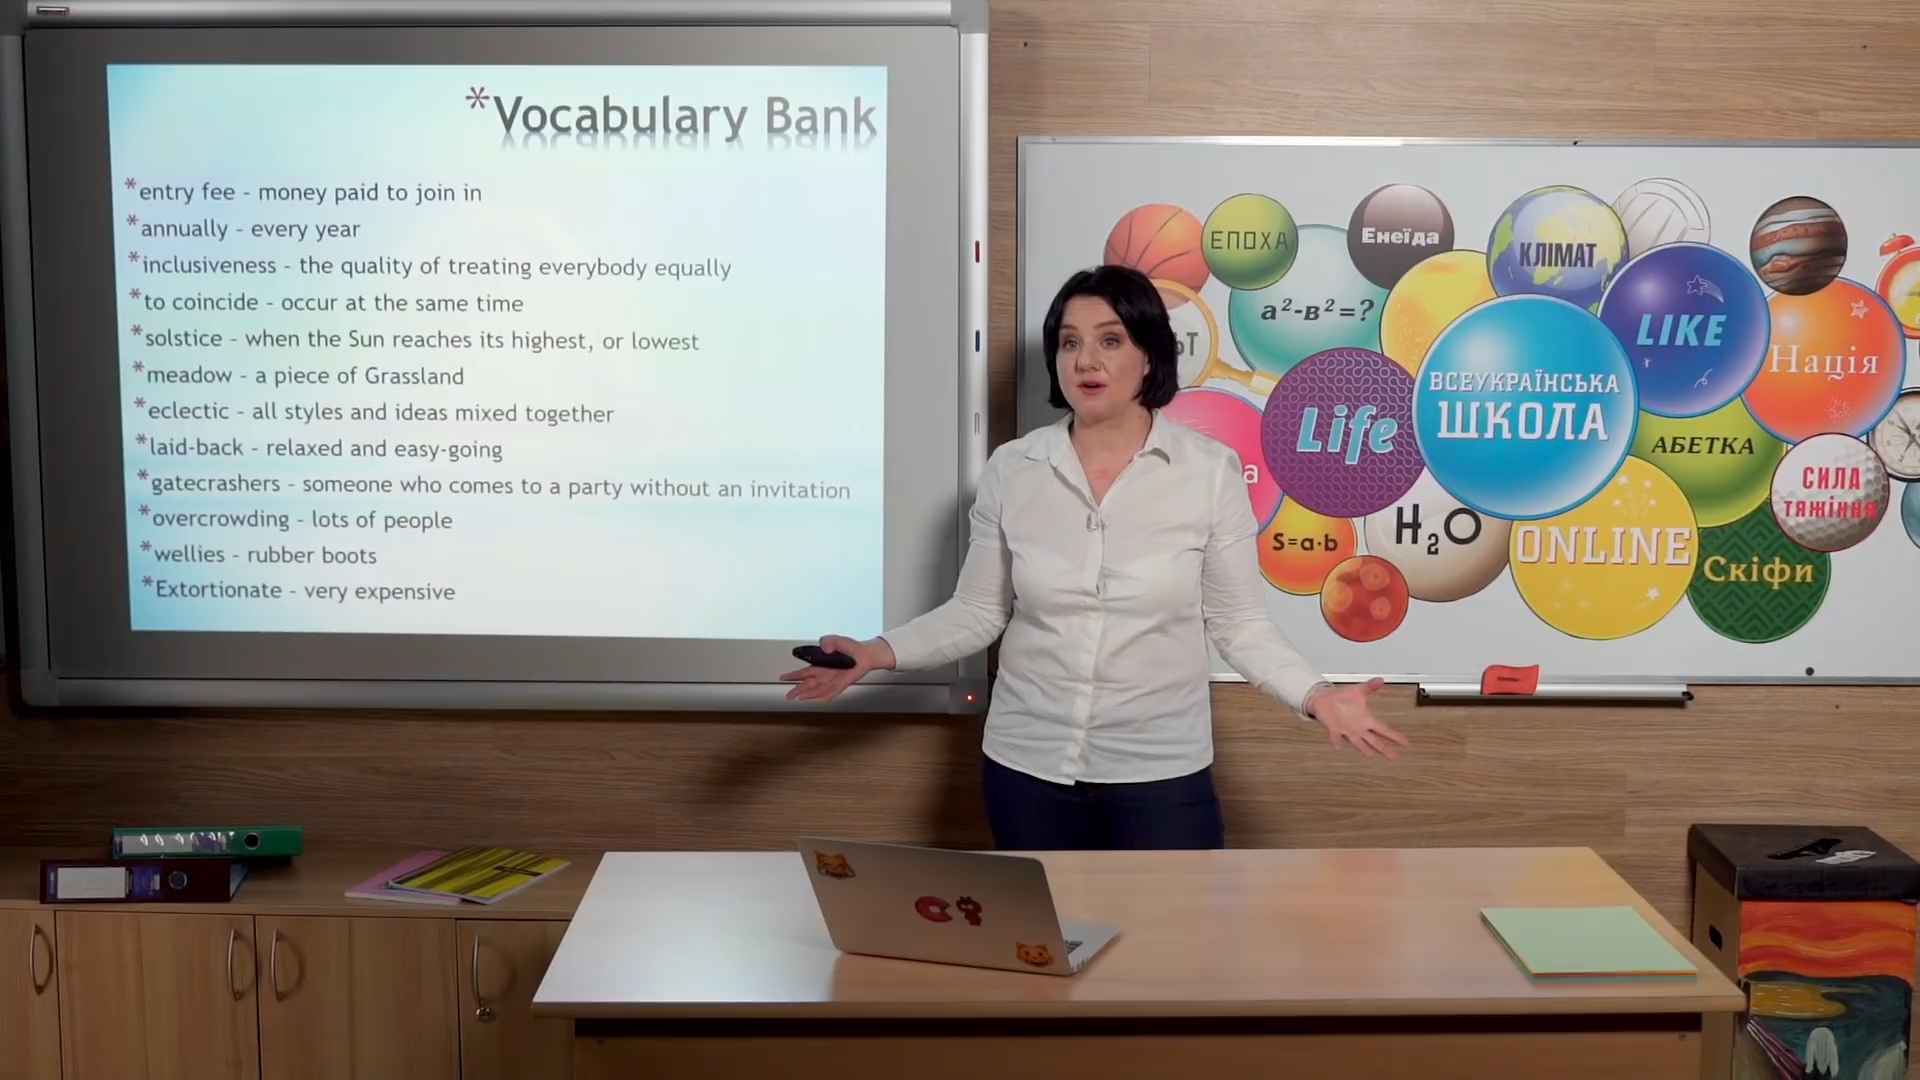 *Vocabulary Bank
*entry fee - money paid to join in
*annually - every year
*inclusiveness - the quality of treating everybody equally
*to coincide - occur at the same time
*solstice - when the Sun reaches its highest, or lowest
*meadow - a piece of Grassland
*eclectic - all styles and ideas mixed together
*laid-back - relaxed and easy-going
*gatecrashers - someone who comes to a party without an invitation
*overcrowding - lots of people
*wellies - rubber boots
*Extortionate - very expensive
ЕПОХА
Енеїда
КЛІМАТ
a²-в²=?
LIKE
Нація
Life
ВСЕУКРАЇНСЬКА
ШКОЛА
АБЕТКА
СИЛА
ТЯЖІННЯ
S=a·b
H₂O
ONLINE
Скіфи